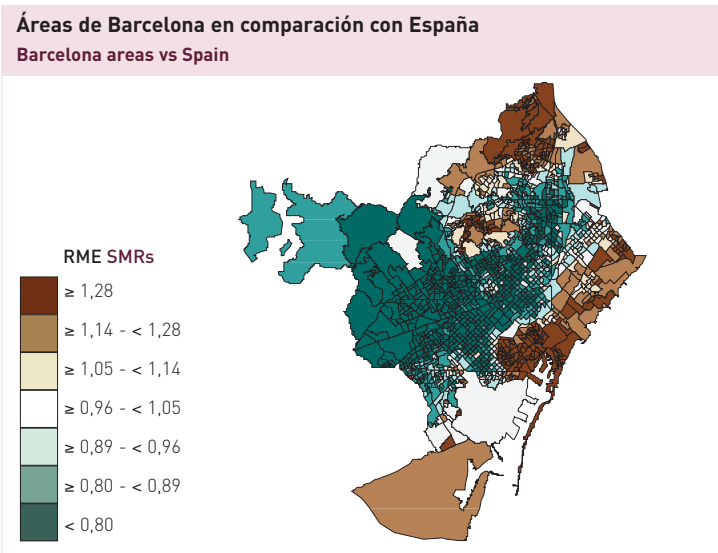 Áreas de Barcelona en comparación con España
Barcelona areas vs Spain
RME SMRs
≥ 1,28
≥ 1,14 - < 1,28
≥ 1,05 - < 1,14
≥ 0,96 - < 1,05
≥ 0,89 - < 0,96
≥ 0,80 - < 0,89
< 0,80